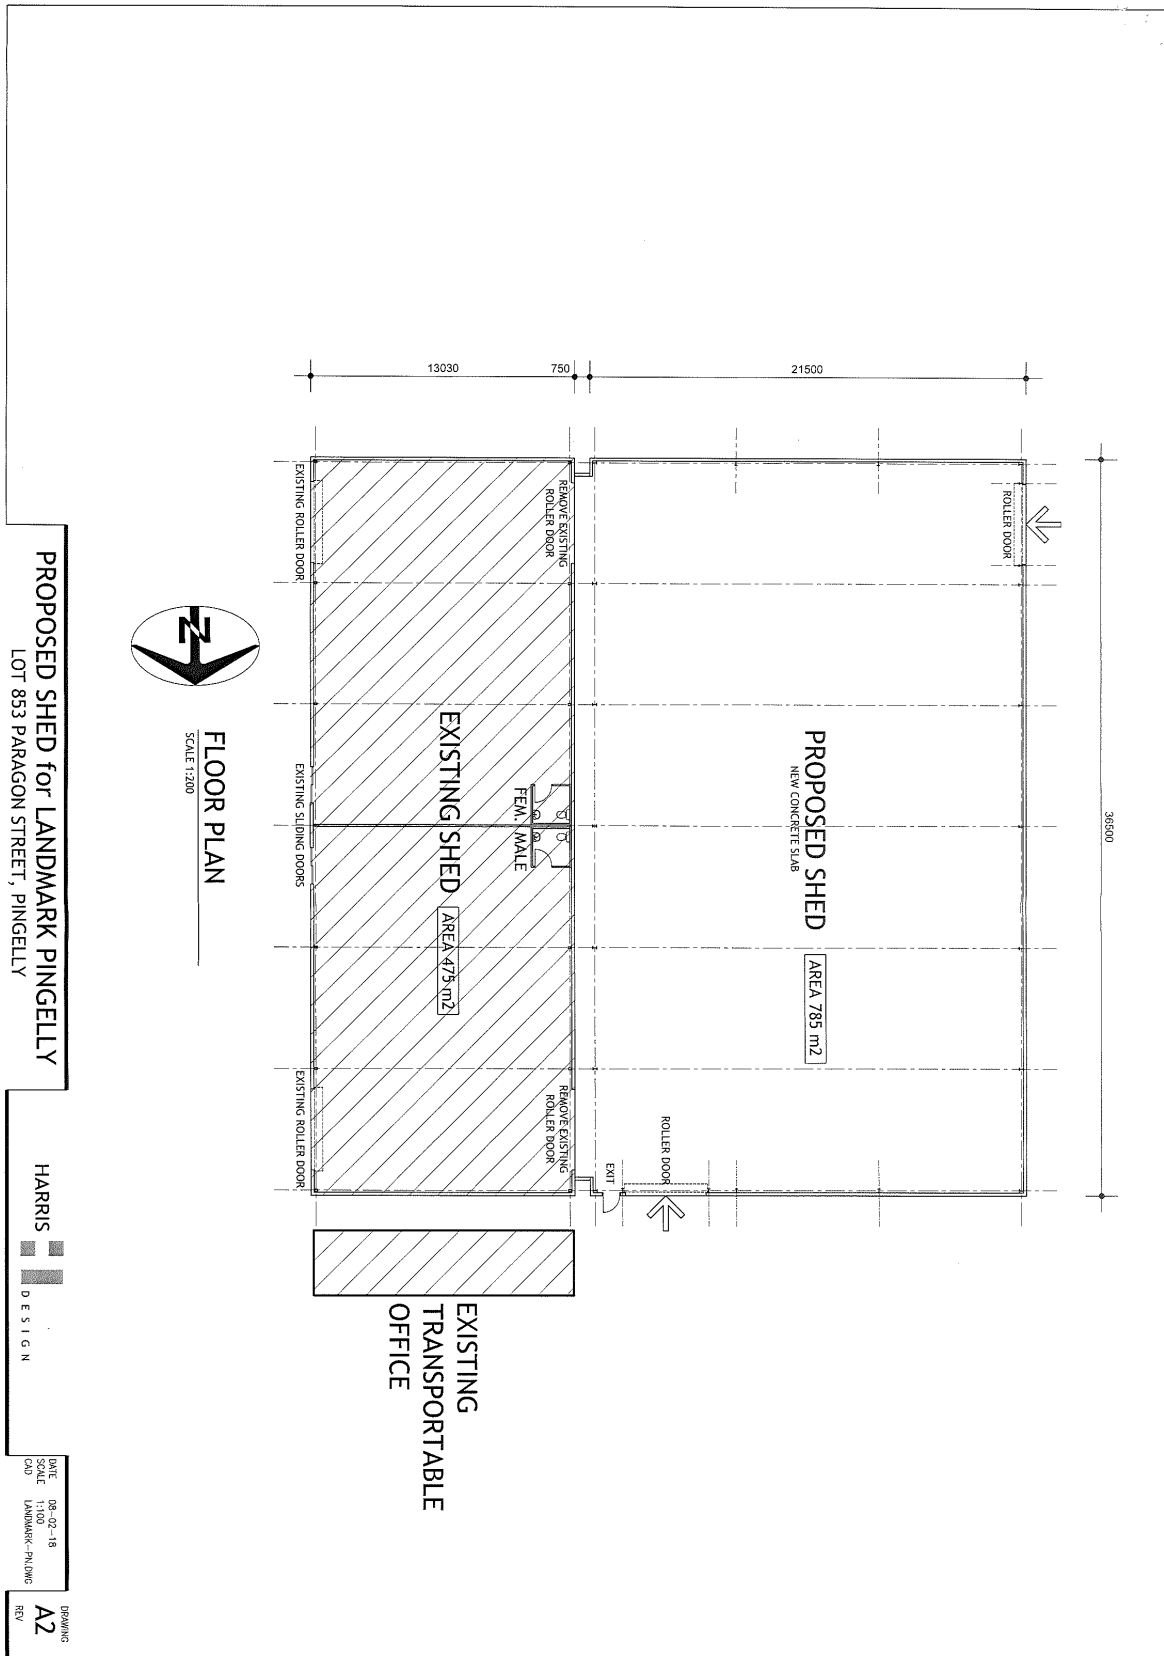 36500
21500
750
13030
ROLLER DOOR
PROPOSED SHED
NEW CONCRETE SLAB
AREA 785 m2
ROLLER DOOR
EXIT
REMOVE EXISTING
ROLLER DOOR
REMOVE EXISTING
ROLLER DOOR
FEM.
MALE
EXISTING SHED
AREA 475 m2
EXISTING ROLLER DOOR
EXISTING SLIDING DOORS
EXISTING ROLLER DOOR
EXISTING
TRANSPORTABLE
OFFICE
N
FLOOR PLAN
SCALE 1:200
PROPOSED SHED for LANDMARK PINGELLY
LOT 853 PARAGON STREET, PINGELLY
HARRIS
DESIGN
DATE 08-02-18
SCALE 1:100
CAD LANDMARK-PN.DWG
DRAWING
A2
REV